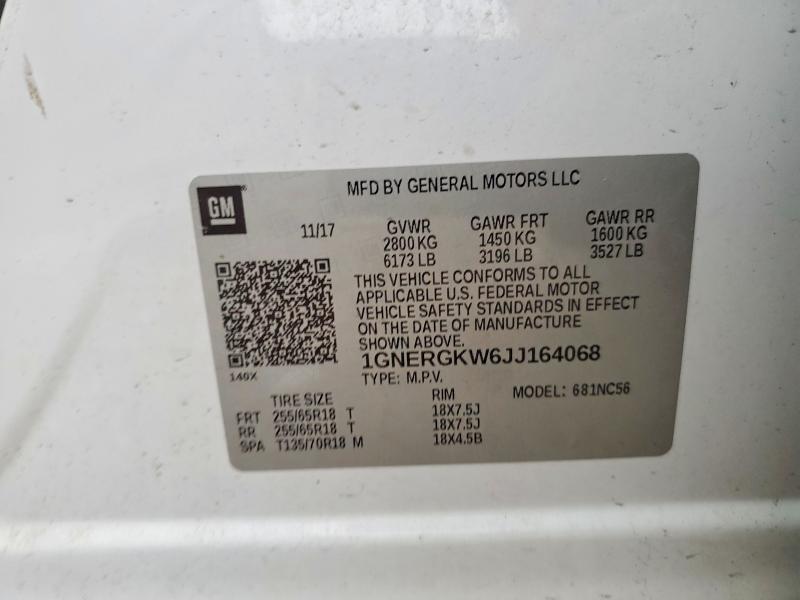 MFD BY GENERAL MOTORS LLC
GM
11/17 GVWR GAWR FRT GAWR RR
2800 KG 1450 KG 1600 KG
6173 LB 3196 LB 3527 LB
THIS VEHICLE CONFORMS TO ALL
APPLICABLE U.S. FEDERAL MOTOR
VEHICLE SAFETY STANDARDS IN EFFECT
ON THE DATE OF MANUFACTURE
SHOWN ABOVE.
1GNERGKW6JJ164068
140X
TYPE: M.P.V. MODEL: 681NC56
TIRE SIZE RIM
FRT 255/65R18 T 18X7.5J
RR 255/65R18 T 18X7.5J
SPA T135/70R18 M 18X4.5B